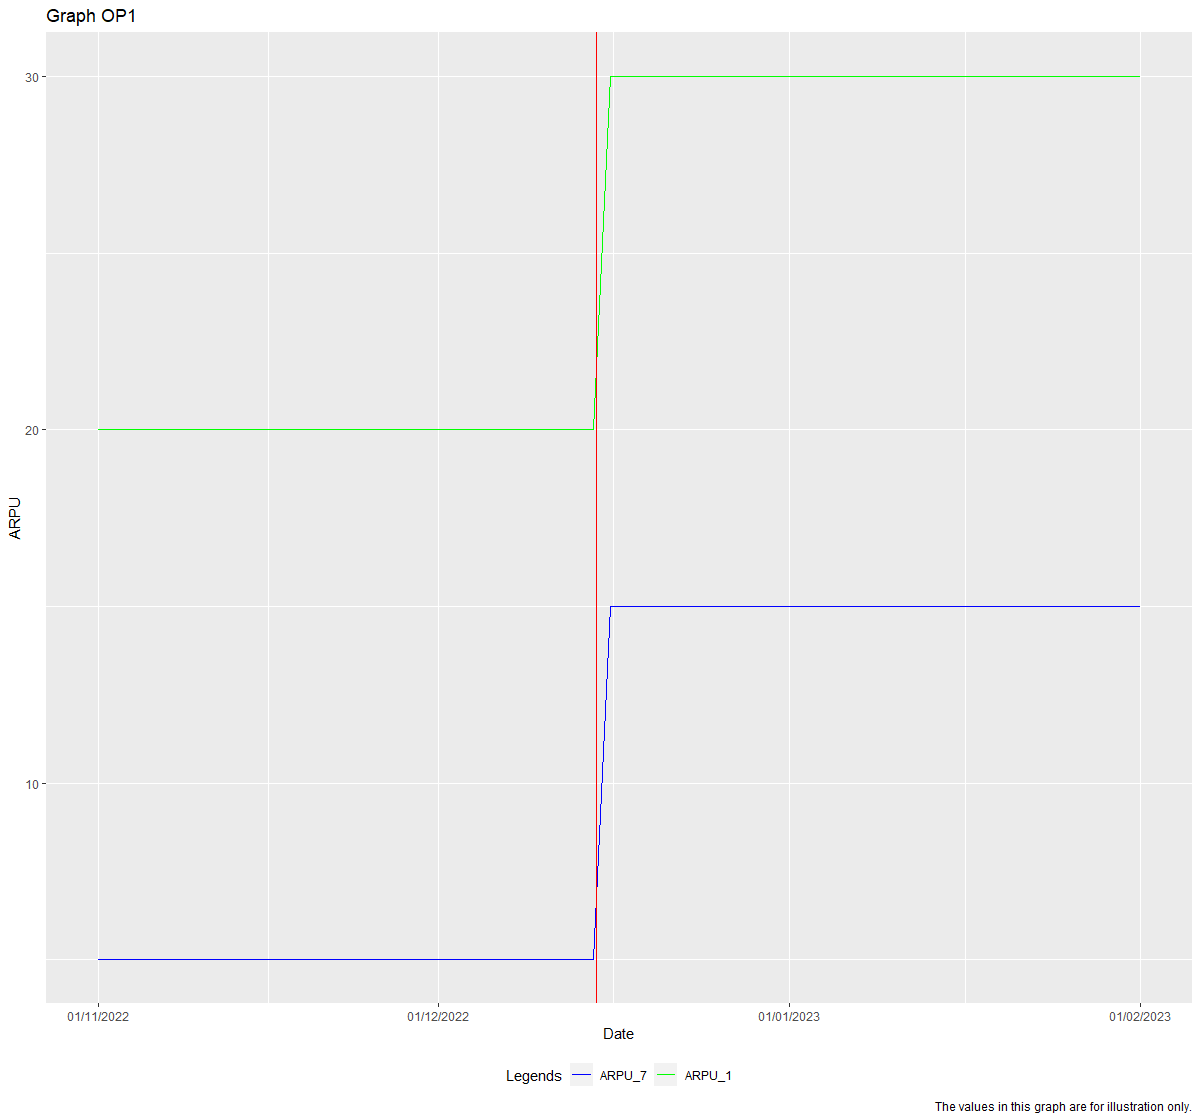 Graph OP1
30
20
10
ARPU
01/11/2022 01/12/2022 01/01/2023 01/02/2023
Date
Legends ARPU_7 ARPU_1
The values in this graph are for illustration only.